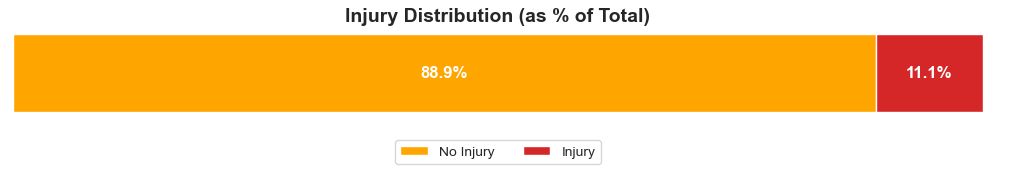 Injury Distribution (as % of Total)
88.9% 11.1%
No Injury Injury